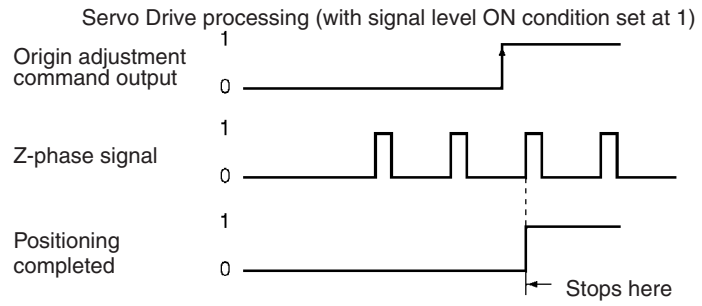 Servo Drive processing (with signal level ON condition set at 1)
1
Origin adjustment
command output
0
1
Z-phase signal
0
1
Positioning
completed
0
Stops here